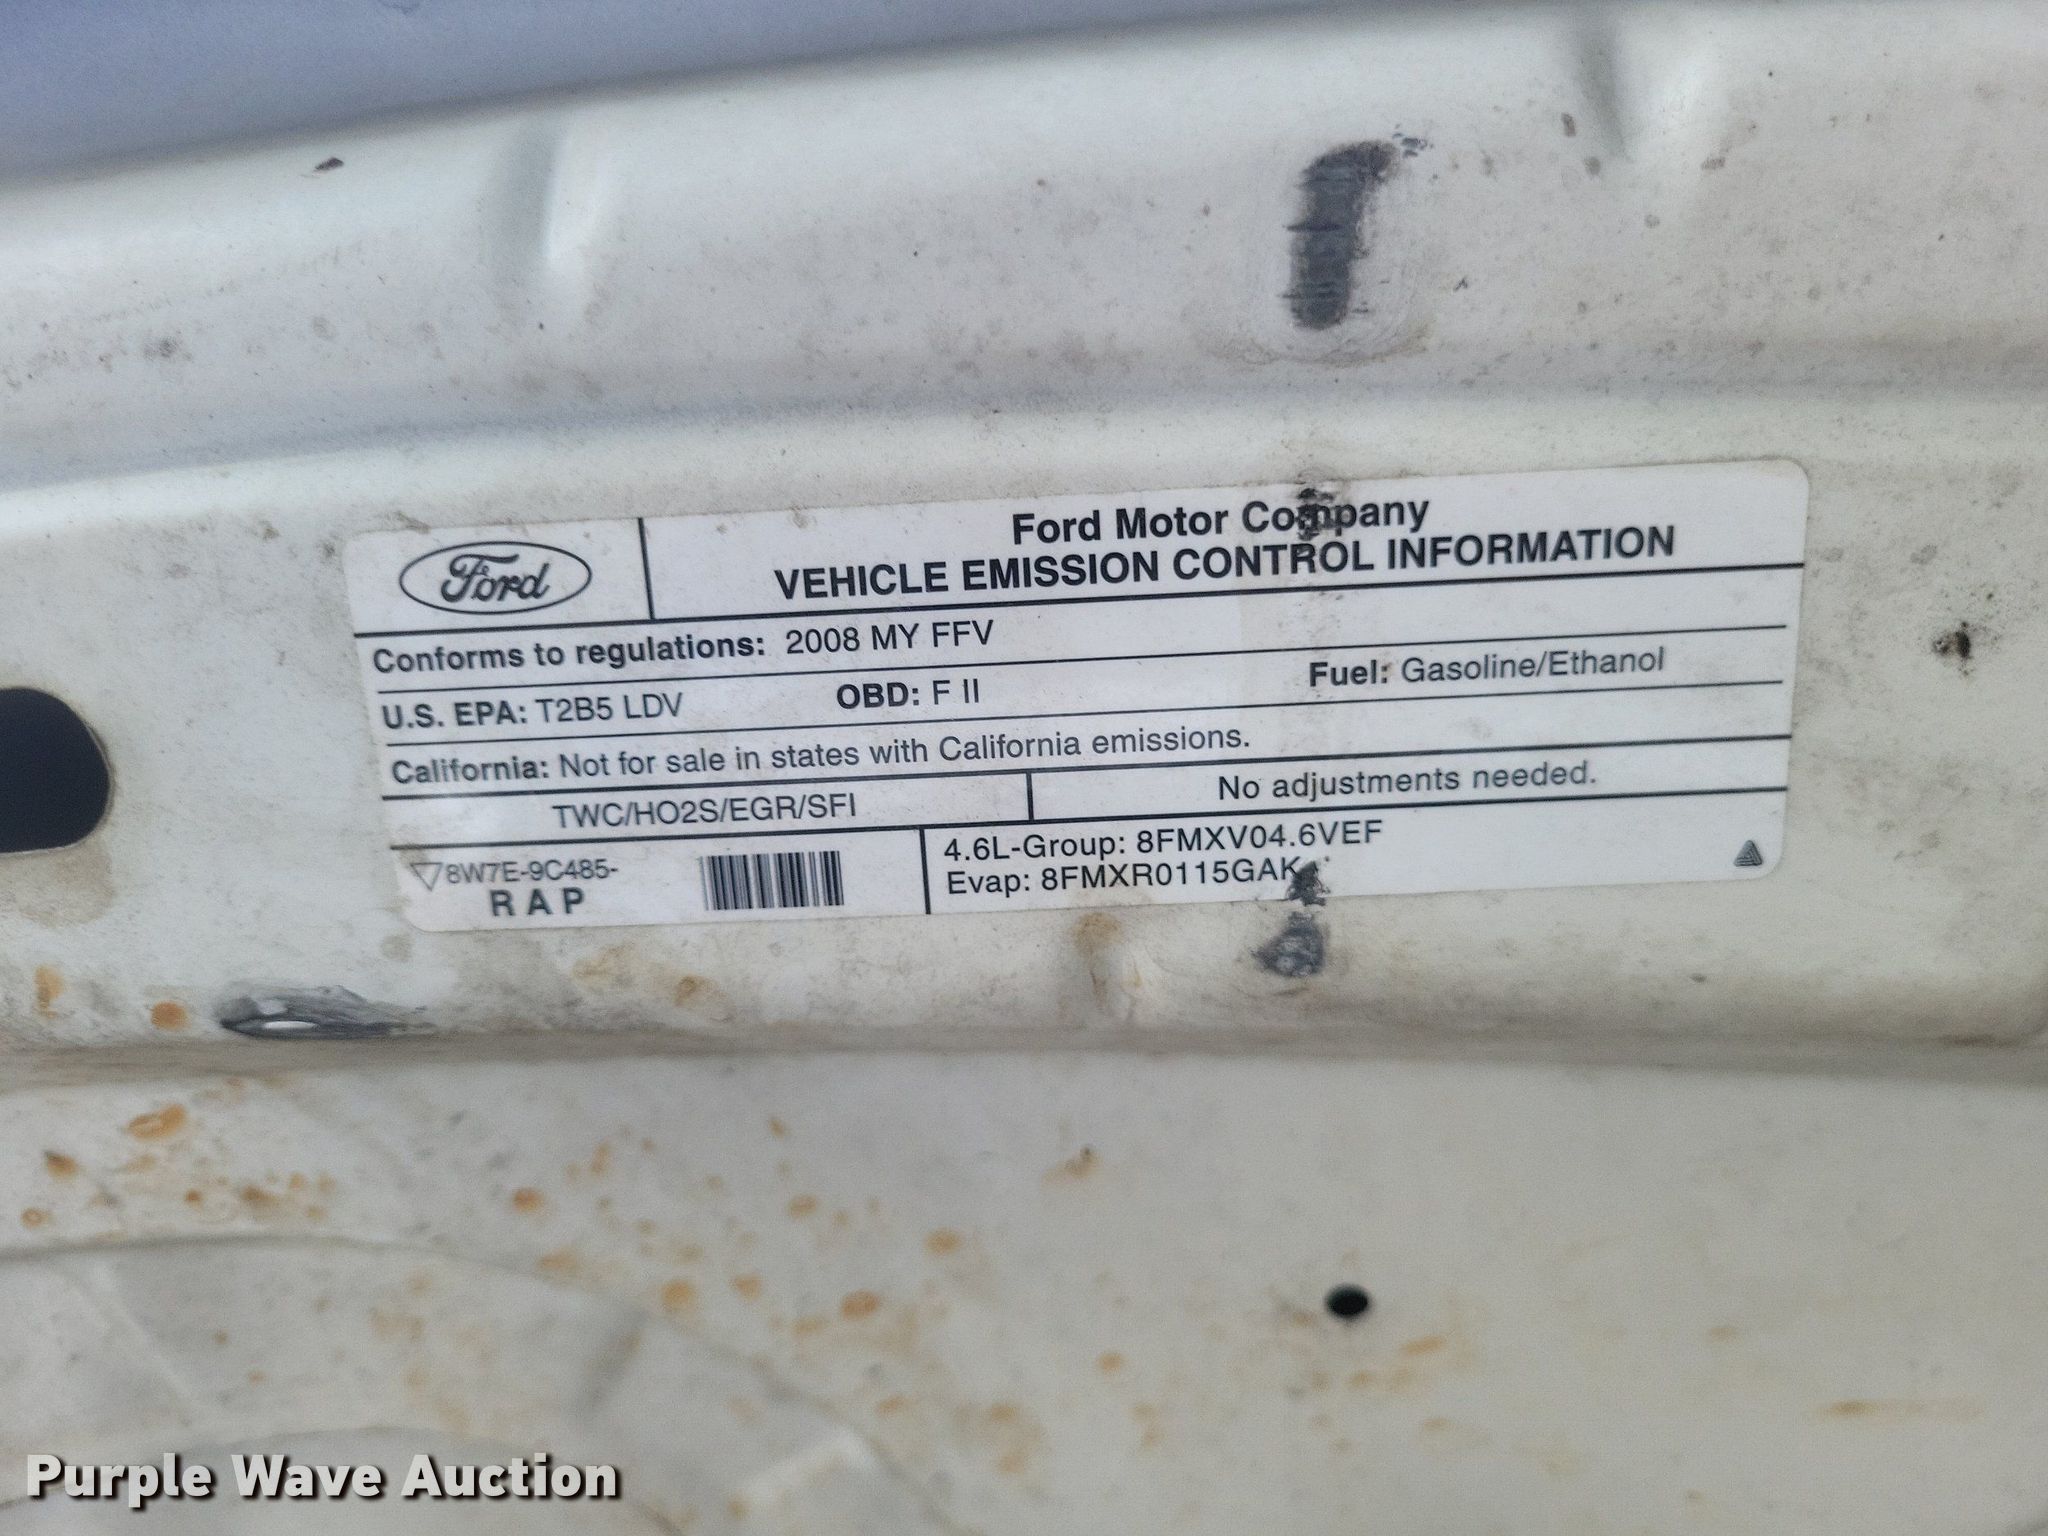 Ford
Ford Motor Company
VEHICLE EMISSION CONTROL INFORMATION
Conforms to regulations: 2008 MY FFV
U.S. EPA: T2B5 LDV OBD: F II Fuel: Gasoline/Ethanol
California: Not for sale in states with California emissions.
TWC/HO2S/EGR/SFI No adjustments needed.
8W7E-9C485-
R A P
4.6L-Group: 8FMXV04.6VEF
Evap: 8FMXR0115GAK
Purple Wave Auction